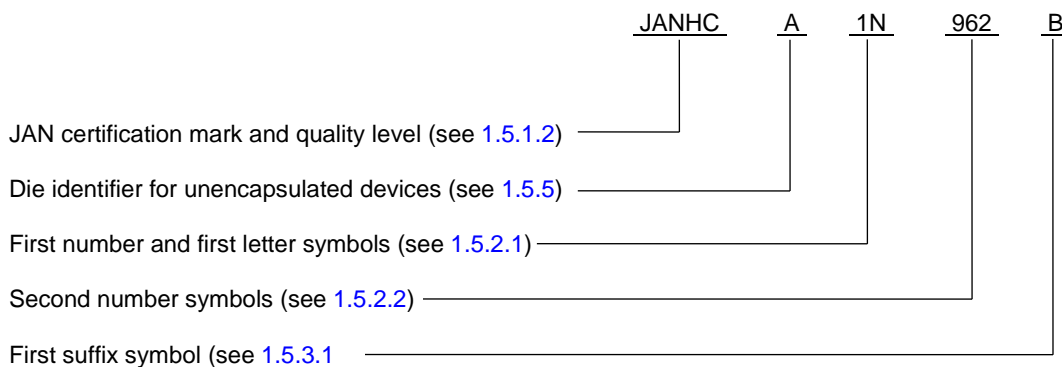 JANHC A 1N 962 B
JAN certification mark and quality level (see 1.5.1.2)
Die identifier for unencapsulated devices (see 1.5.5)
First number and first letter symbols (see 1.5.2.1)
Second number symbols (see 1.5.2.2)
First suffix symbol (see 1.5.3.1